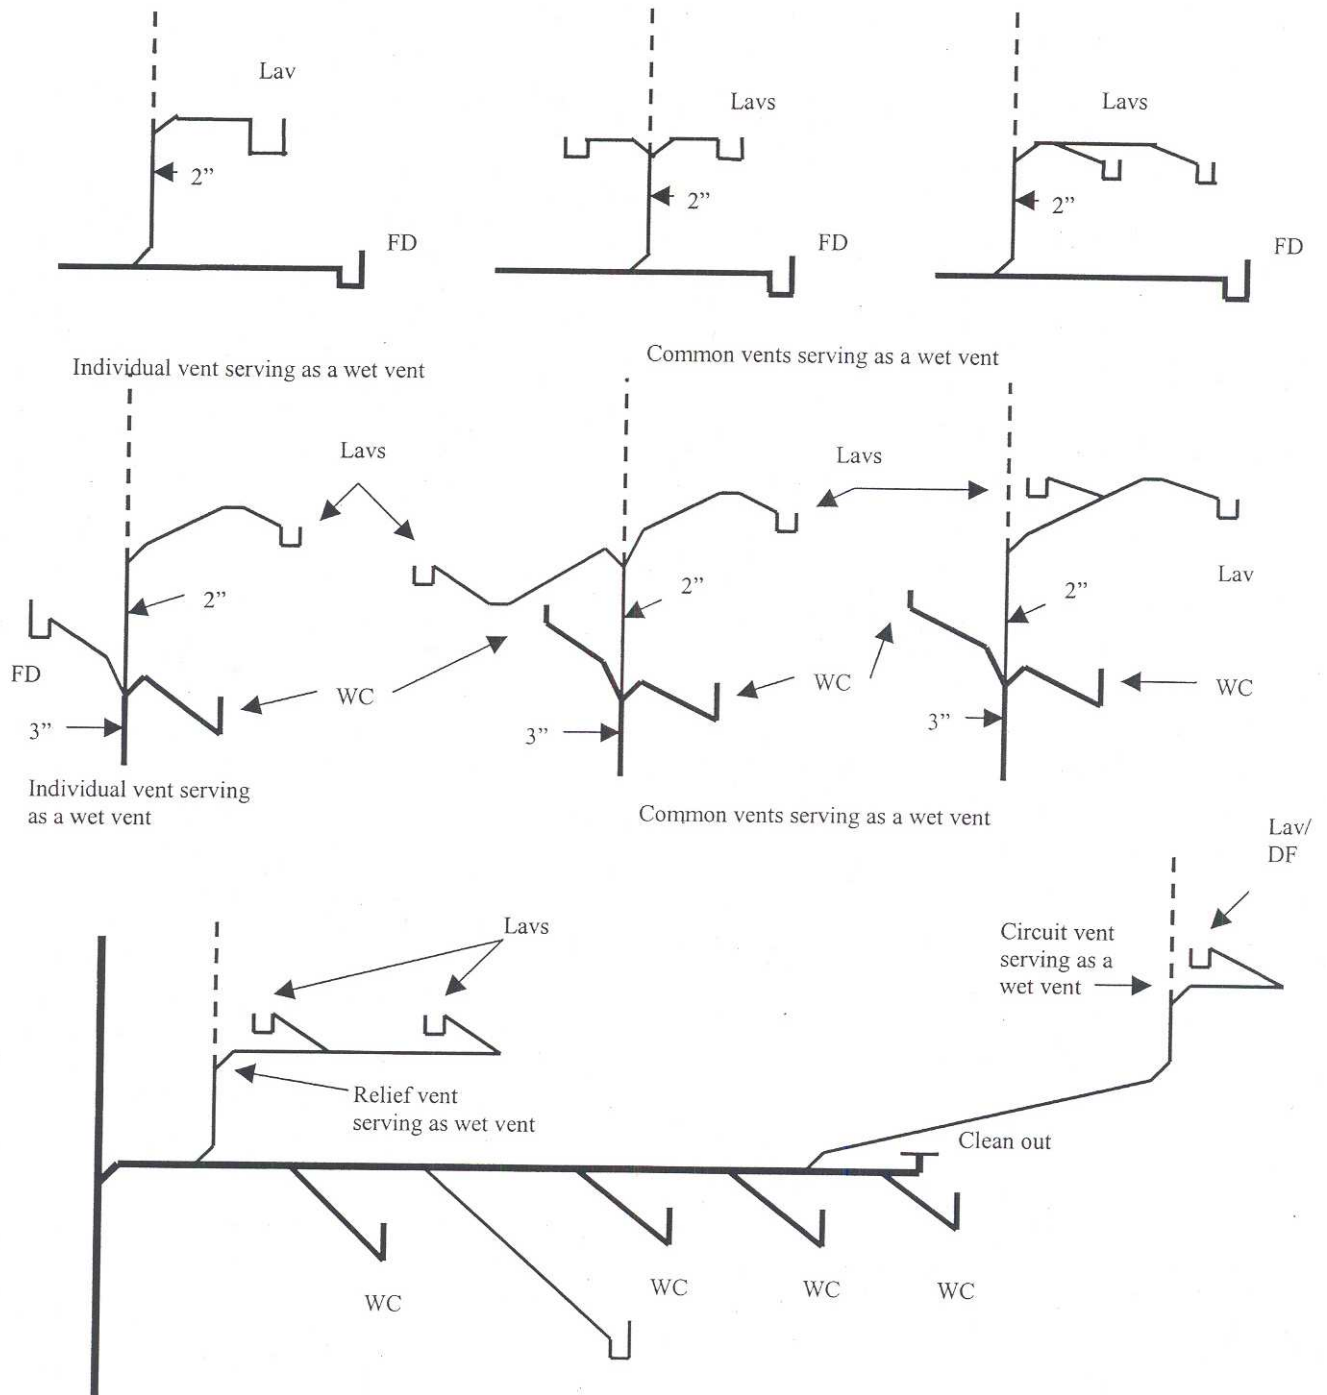 Lav
Lavs
Lavs
2”
2”
2”
FD
FD
FD
Individual vent serving as a wet vent
Common vents serving as a wet vent
Lavs
Lavs
2”
2”
2”
Lav
FD
WC
WC
WC
3”
3”
3”
Individual vent serving
as a wet vent
Common vents serving as a wet vent
Lav/
DF
Lavs
Circuit vent
serving as a
wet vent
Relief vent
serving as wet vent
Clean out
WC
WC
WC
WC